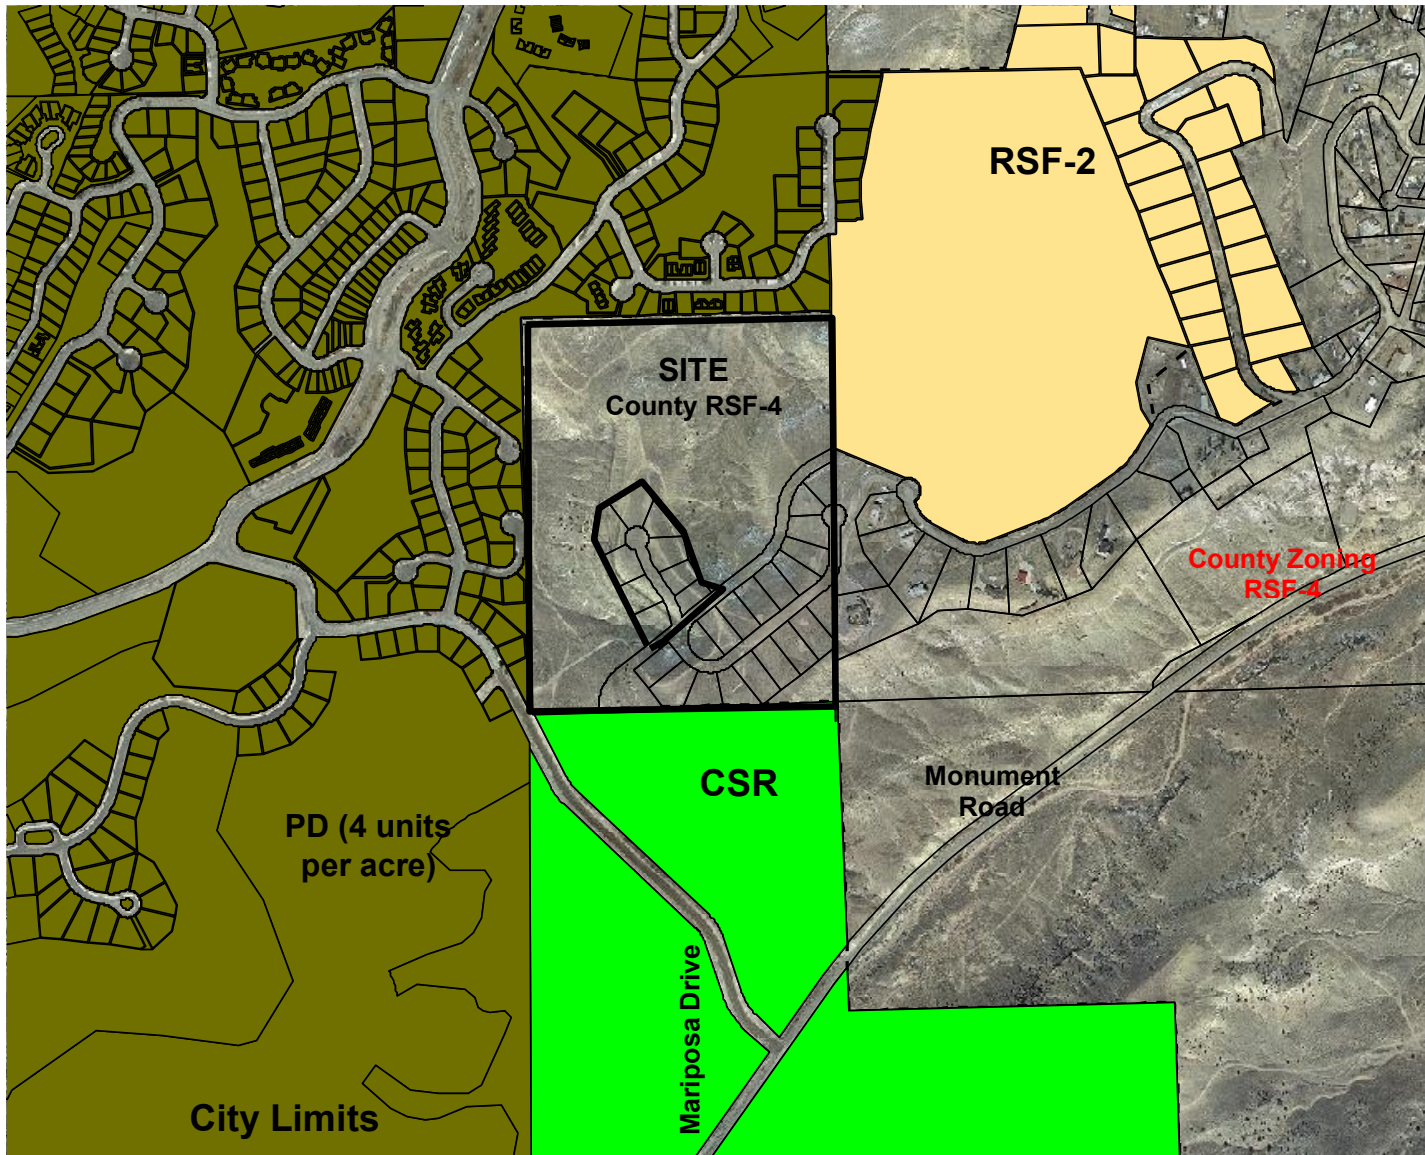 RSF-2
SITE
County RSF-4
County Zoning
RSF-4
Monument
Road
CSR
PD (4 units
per acre)
Mariposa Drive
City Limits